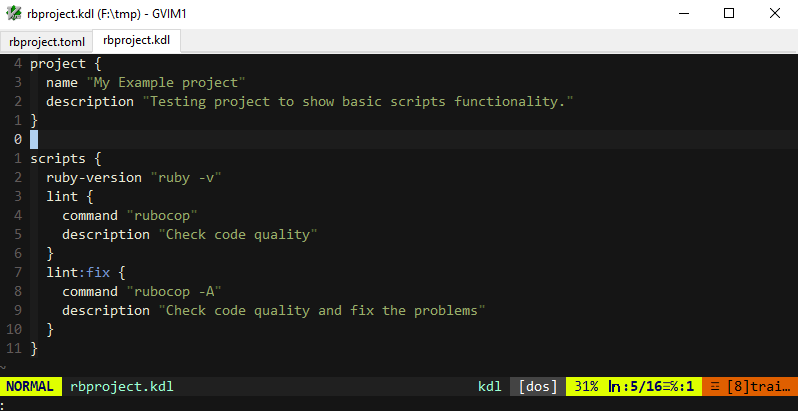 rbproject.kdl (F:\tmp) - GVIM1
rbproject.toml rbproject.kdl
4 project {
3   name "My Example project"
2   description "Testing project to show basic scripts functionality."
1 }
0
1 scripts {
2   ruby-version "ruby -v"
3   lint {
4     command "rubocop"
5     description "Check code quality"
6   }
7   lint:fix {
8     command "rubocop -A"
9     description "Check code quality and fix the problems"
10   }
11 }
~
NORMAL rbproject.kdl kdl [dos] 31% ln:5/16≡%:1 ☲ [8]trai…
: